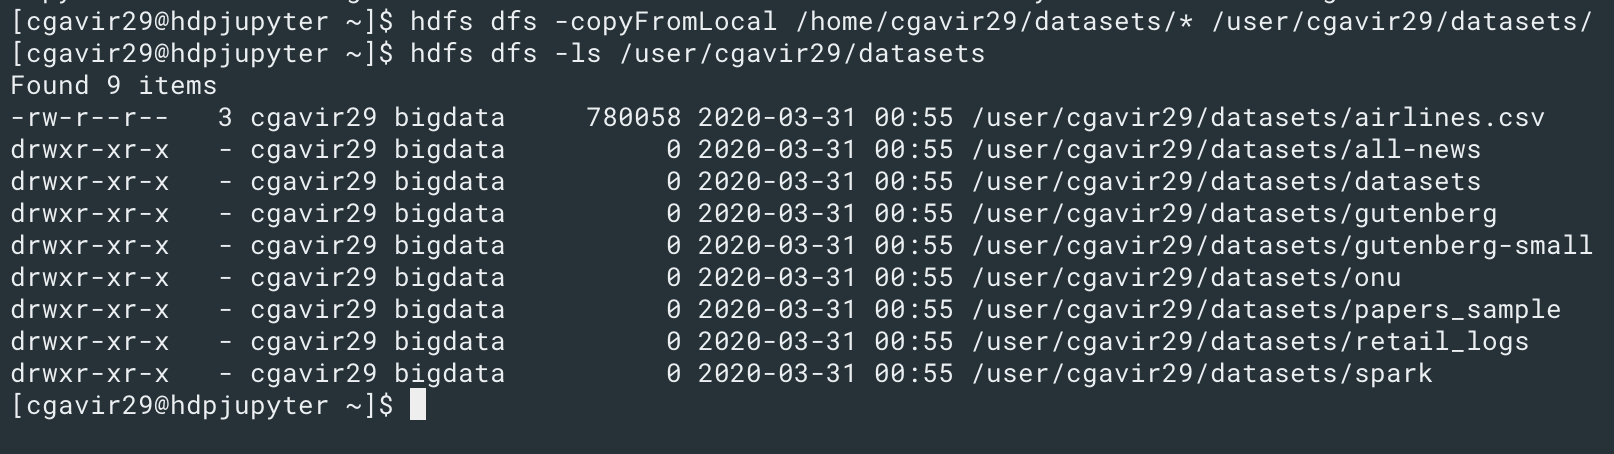 [cgavir29@hdpjupyter ~]$ hdfs dfs -copyFromLocal /home/cgavir29/datasets/* /user/cgavir29/datasets/
[cgavir29@hdpjupyter ~]$ hdfs dfs -ls /user/cgavir29/datasets
Found 9 items
-rw-r--r--   3 cgavir29 bigdata     780058 2020-03-31 00:55 /user/cgavir29/datasets/airlines.csv
drwxr-xr-x   - cgavir29 bigdata          0 2020-03-31 00:55 /user/cgavir29/datasets/all-news
drwxr-xr-x   - cgavir29 bigdata          0 2020-03-31 00:55 /user/cgavir29/datasets/datasets
drwxr-xr-x   - cgavir29 bigdata          0 2020-03-31 00:55 /user/cgavir29/datasets/gutenberg
drwxr-xr-x   - cgavir29 bigdata          0 2020-03-31 00:55 /user/cgavir29/datasets/gutenberg-small
drwxr-xr-x   - cgavir29 bigdata          0 2020-03-31 00:55 /user/cgavir29/datasets/onu
drwxr-xr-x   - cgavir29 bigdata          0 2020-03-31 00:55 /user/cgavir29/datasets/papers_sample
drwxr-xr-x   - cgavir29 bigdata          0 2020-03-31 00:55 /user/cgavir29/datasets/retail_logs
drwxr-xr-x   - cgavir29 bigdata          0 2020-03-31 00:55 /user/cgavir29/datasets/spark
[cgavir29@hdpjupyter ~]$